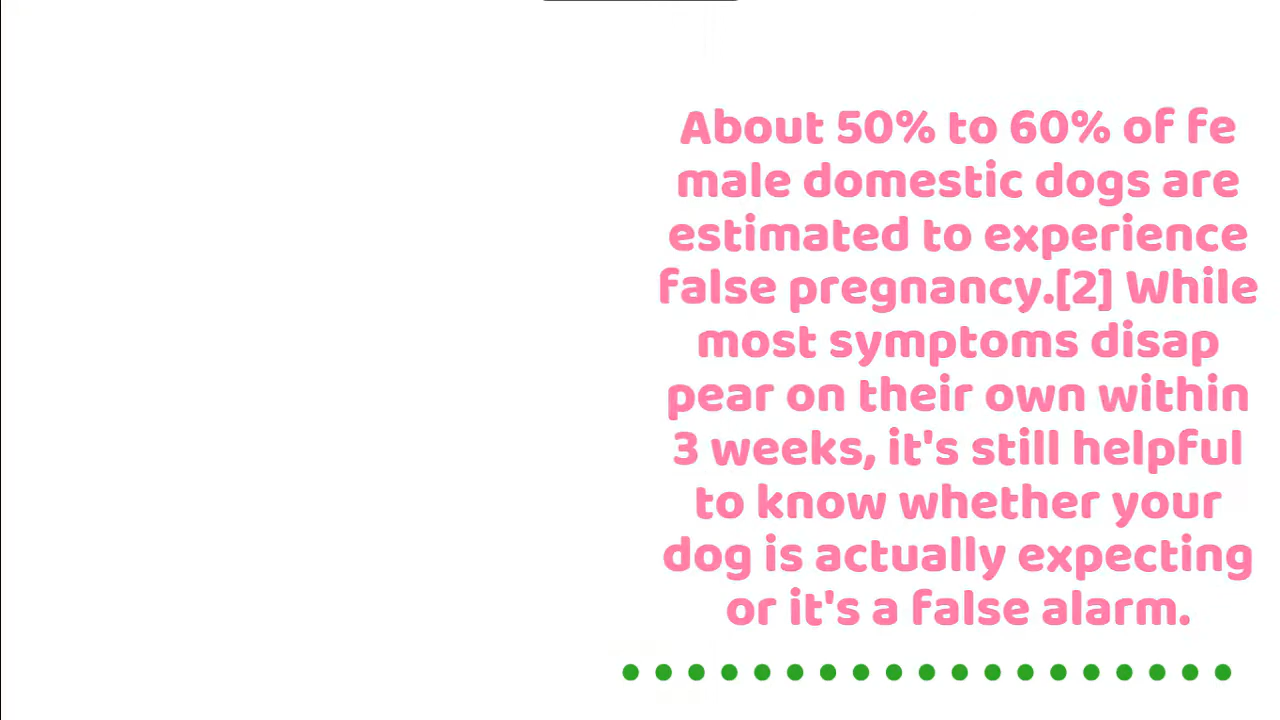 About 50% to 60% of fe
male domestic dogs are
estimated to experience
false pregnancy.[2] While
most symptoms disap
pear on their own within
3 weeks, it's still helpful
to know whether your
dog is actually expecting
or it's a false alarm.